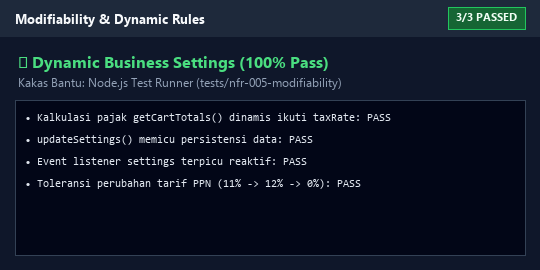 Modifiability & Dynamic Rules
3/3 PASSED
Dynamic Business Settings (100% Pass)
Kakas Bantu: Node.js Test Runner (tests/nfr-005-modifiability)
• Kalkulasi pajak getCartTotals() dinamis ikuti taxRate: PASS
• updateSettings() memicu persistensi data: PASS
• Event listener settings terpicu reaktif: PASS
• Toleransi perubahan tarif PPN (11% -> 12% -> 0%): PASS